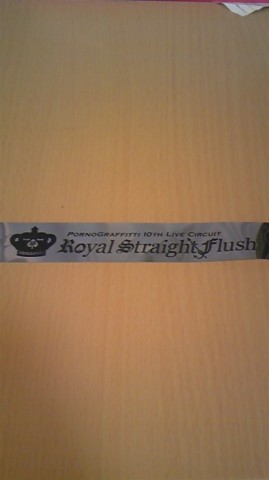 PORNOGRAFFITTI 10TH LIVE CIRCUIT
Royal Straight Flush